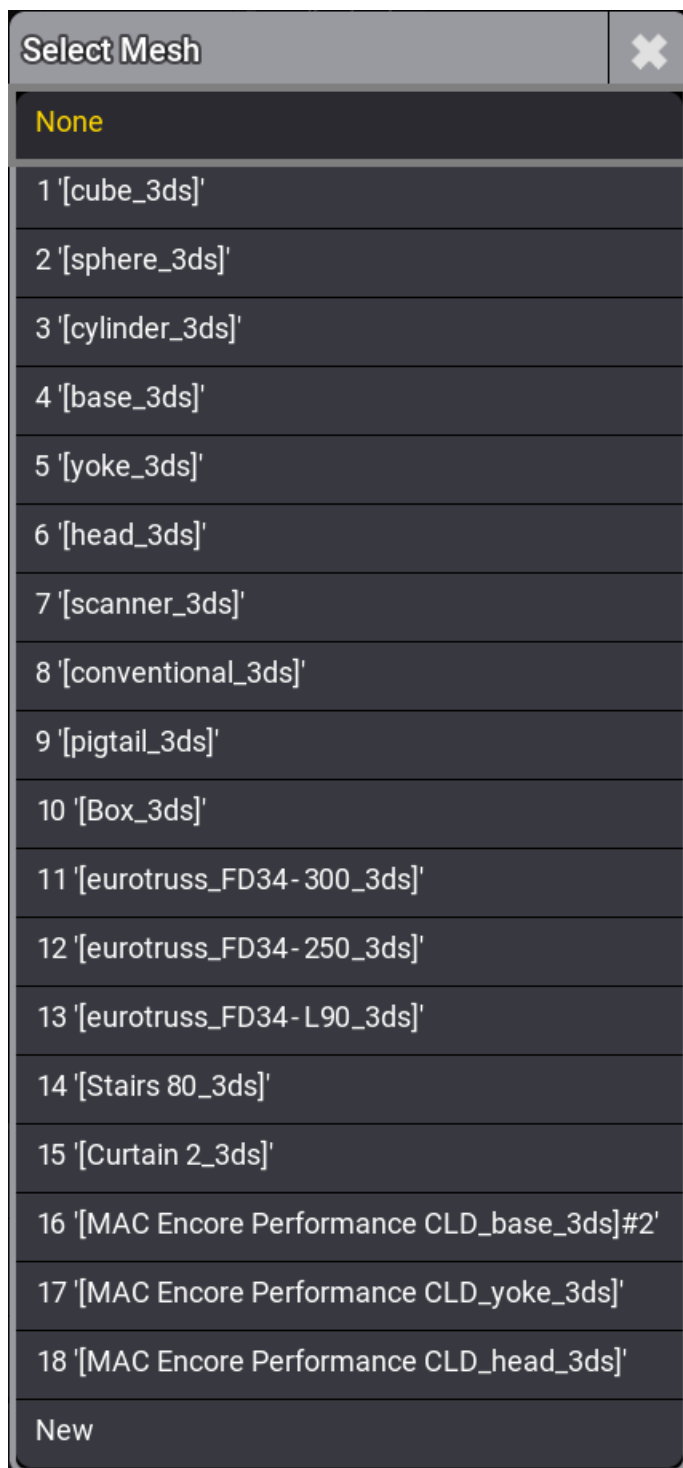 Select Mesh
None
1 '[cube_3ds]'
2 '[sphere_3ds]'
3 '[cylinder_3ds]'
4 '[base_3ds]'
5 '[yoke_3ds]'
6 '[head_3ds]'
7 '[scanner_3ds]'
8 '[conventional_3ds]'
9 '[pigtail_3ds]'
10 '[Box_3ds]'
11 '[eurotruss_FD34-300_3ds]'
12 '[eurotruss_FD34-250_3ds]'
13 '[eurotruss_FD34-L90_3ds]'
14 '[Stairs 80_3ds]'
15 '[Curtain 2_3ds]'
16 '[MAC Encore Performance CLD_base_3ds]#2'
17 '[MAC Encore Performance CLD_yoke_3ds]'
18 '[MAC Encore Performance CLD_head_3ds]'
New